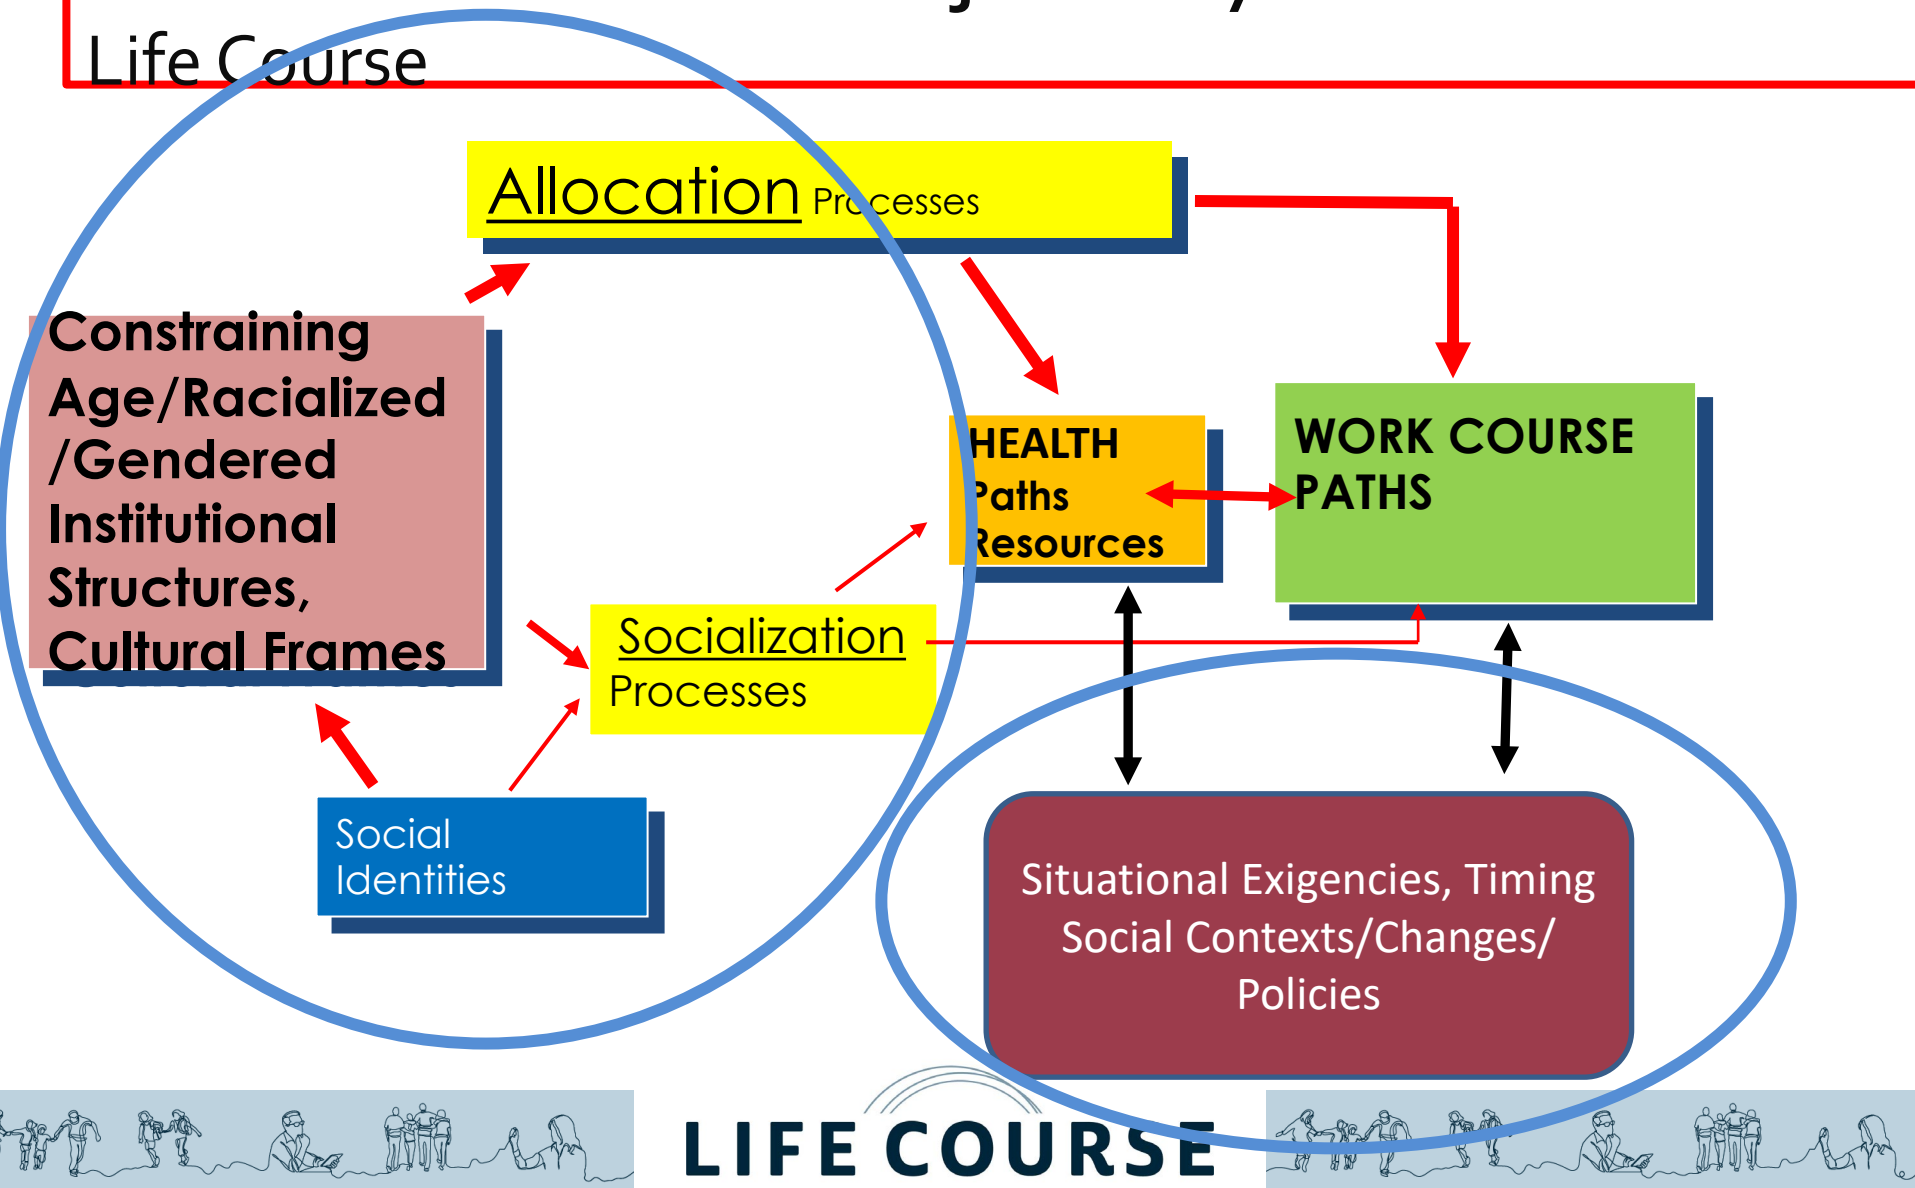 Life Course
Allocation Processes
Constraining
Age/Racialized
/Gendered
Institutional
Structures,
Cultural Frames
HEALTH
Paths
Resources
WORK COURSE
PATHS
Socialization
Processes
Social
Identities
Situational Exigencies, Timing
Social Contexts/Changes/
Policies
LIFE COURSE